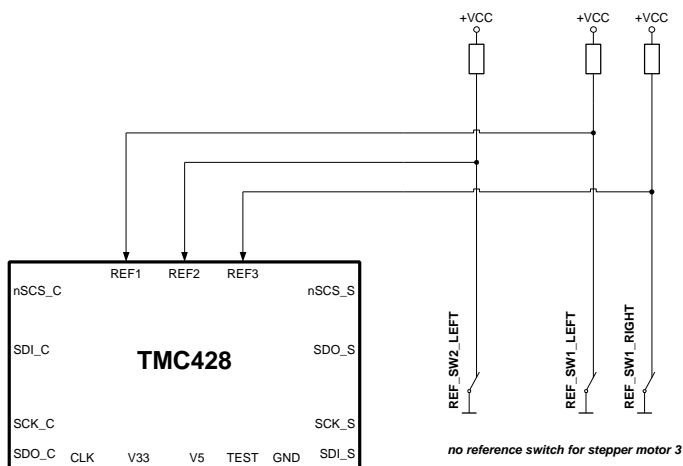 +VCC
+VCC
+VCC
REF1
REF2
REF3
nSCS_C
nSCS_S
SDI_C
TMC428
SDO_S
SCK_C
SCK_S
SDO_C
CLK
V33
V5
TEST
GND
SDI_S
REF_SW2_LEFT
REF_SW1_LEFT
REF_SW1_RIGHT
no reference switch for stepper motor 3